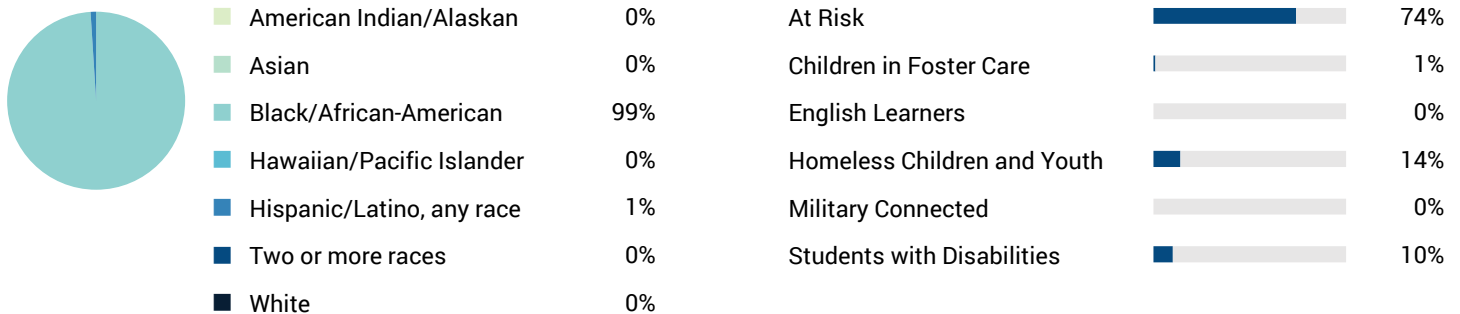 American Indian/Alaskan 0%
Asian 0%
Black/African-American 99%
Hawaiian/Pacific Islander 0%
Hispanic/Latino, any race 1%
Two or more races 0%
White 0%
At Risk 74%
Children in Foster Care 1%
English Learners 0%
Homeless Children and Youth 14%
Military Connected 0%
Students with Disabilities 10%